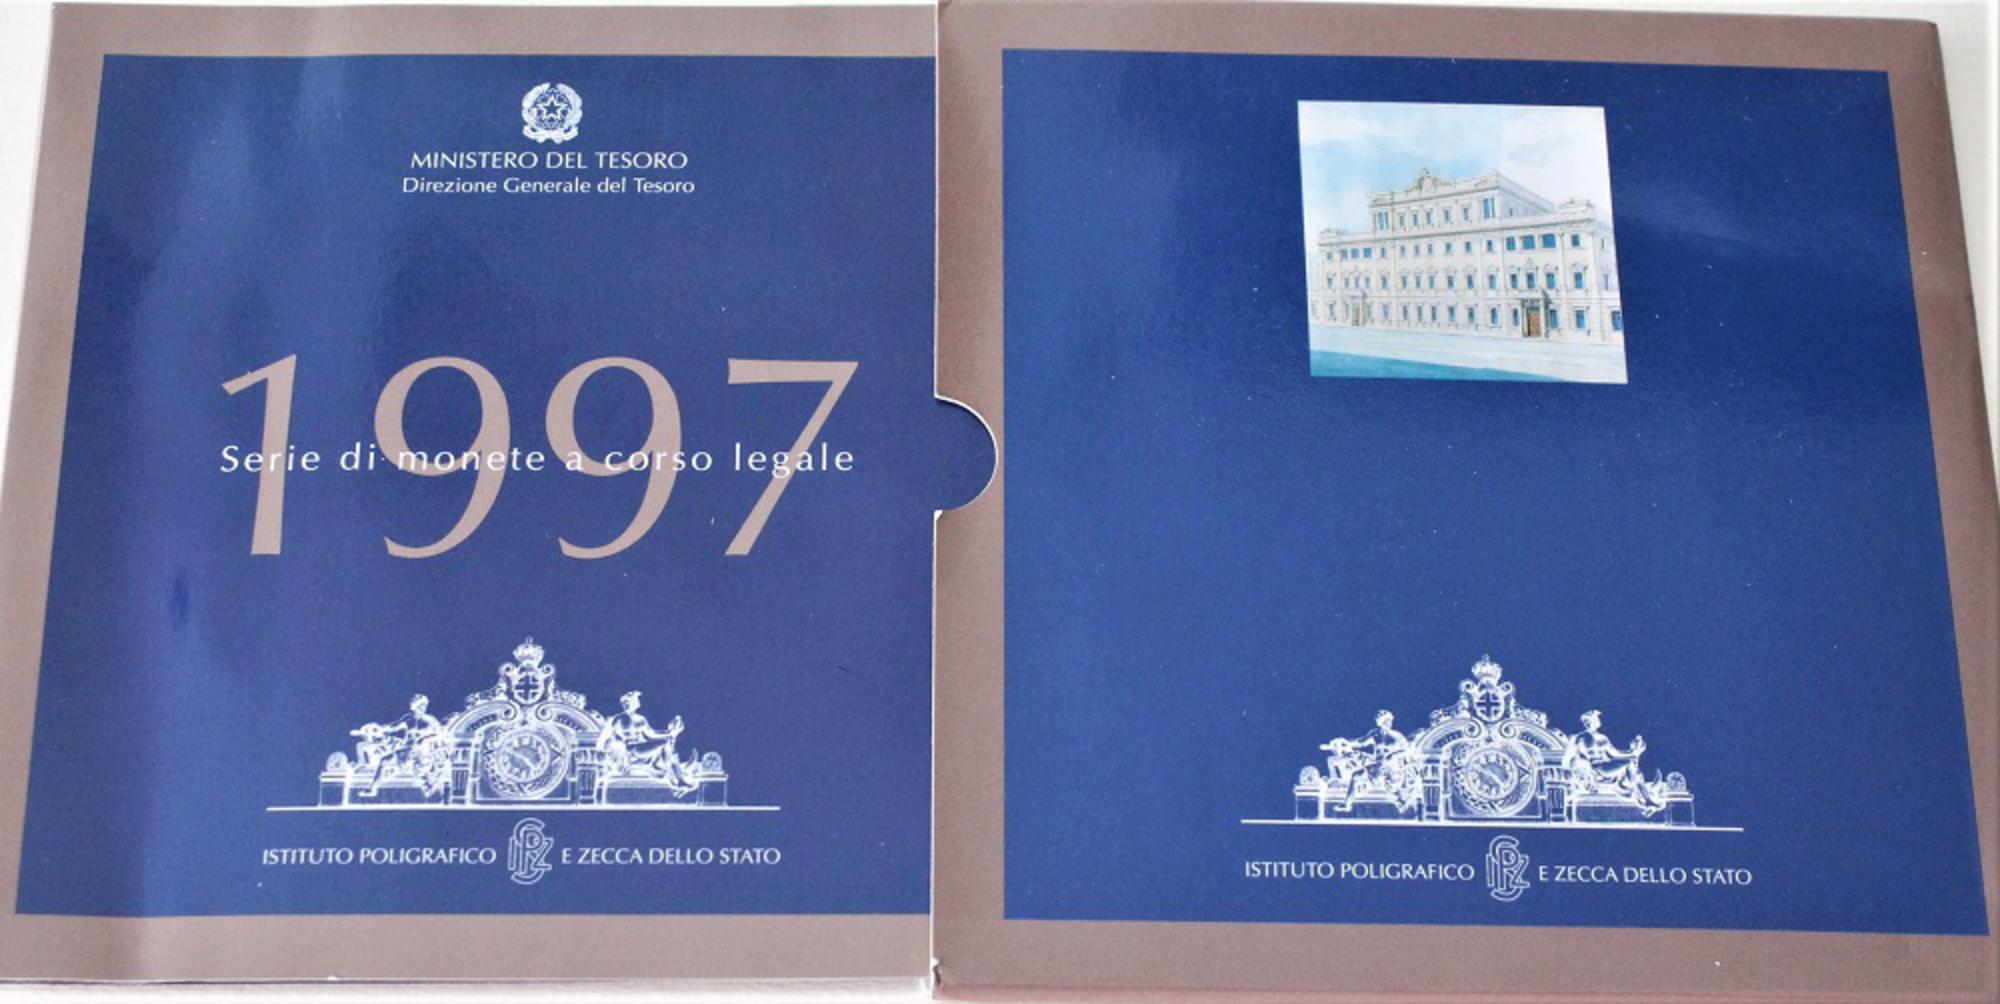 MINISTERO DEL TESORO
Direzione Generale del Tesoro
1997
Serie di monete a corso legale
ISTITUTO POLIGRAFICO E ZECCA DELLO STATO
ISTITUTO POLIGRAFICO E ZECCA DELLO STATO